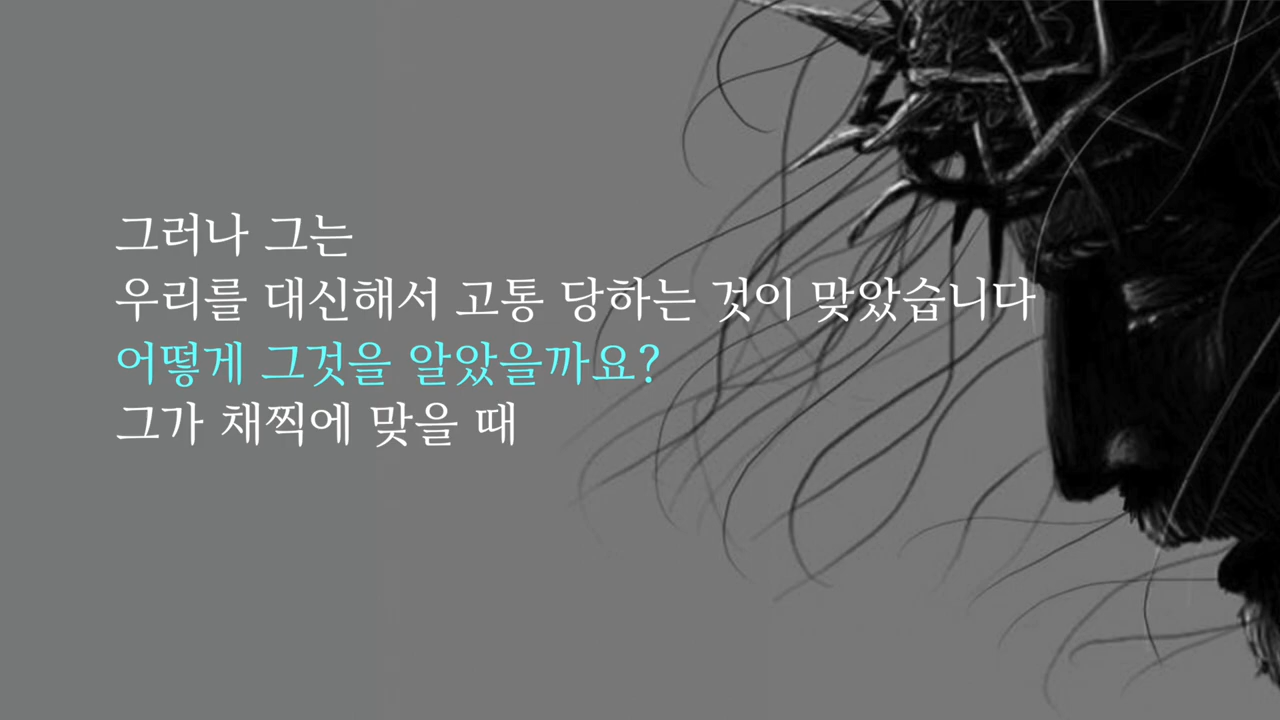 그러나 그는
우리를 대신해서 고통 당하는 것이 맞았습니다
어떻게 그것을 알았을까요?
그가 채찍에 맞을 때